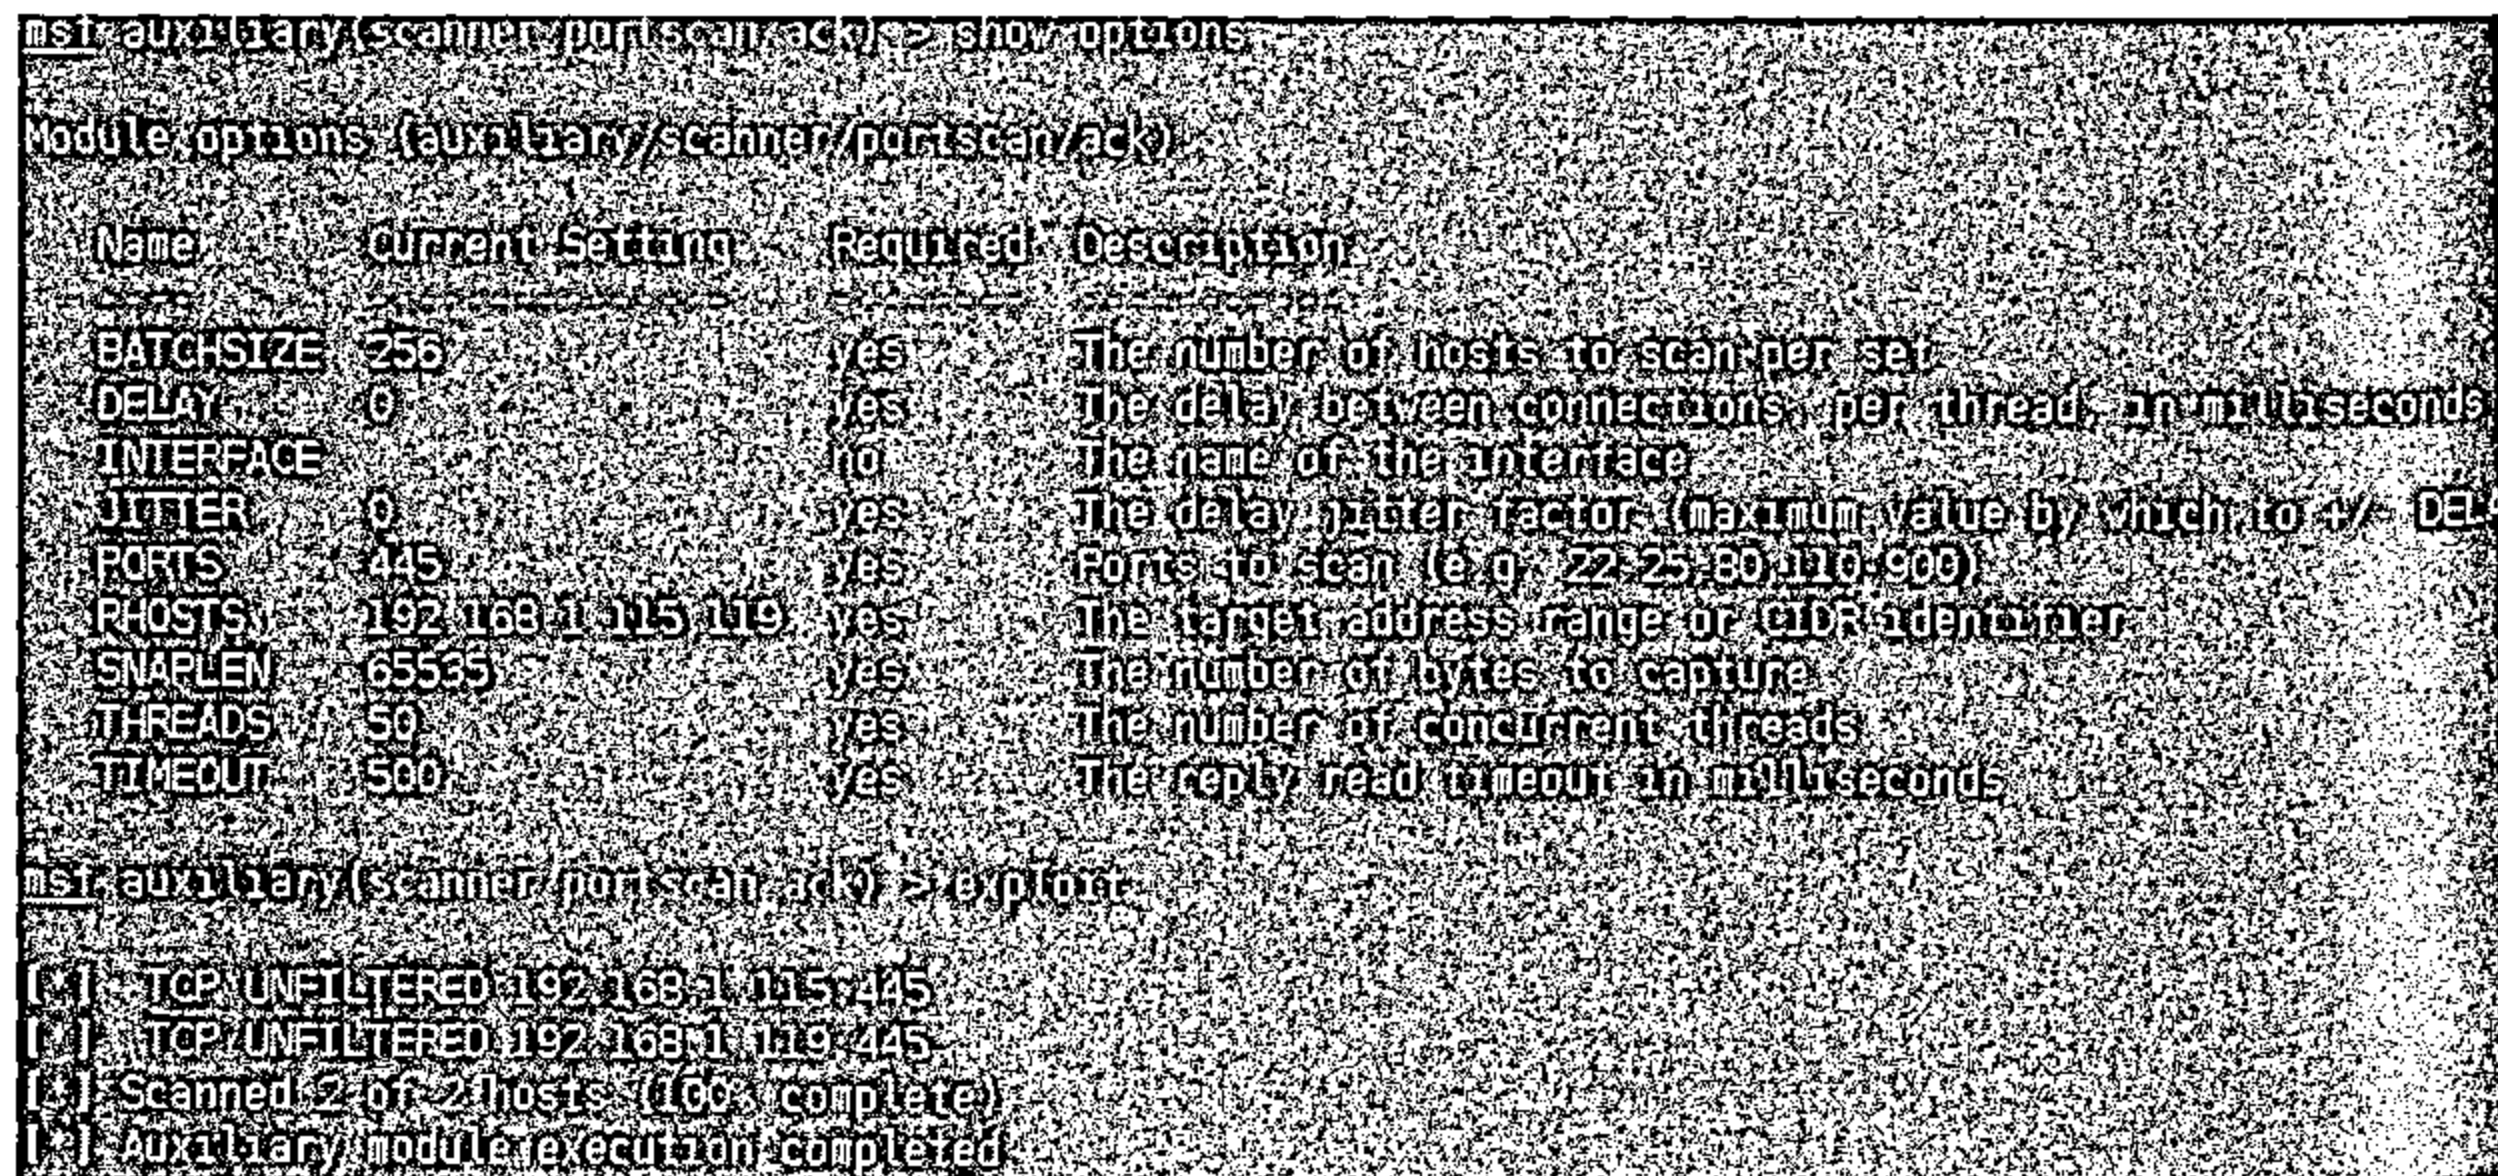 msf auxiliary(scanner/portscan/ack) > show options
Module options (auxiliary/scanner/portscan/ack)
Name Current Setting Required Description
---- --------------- -------- -----------
BATCHSIZE 256 yes The number of hosts to scan per set
DELAY 0 yes The delay between connections, per thread, in milliseconds
INTERFACE no The name of the interface
JITTER 0 yes The delay jitter factor (maximum value by which to +/- DELA
PORTS 445 yes Ports to scan (e.g. 22-25,80,110-900)
RHOSTS 192.168.1.115,119 yes The target address range or CIDR identifier
SNAPLEN 65535 yes The number of bytes to capture
THREADS 50 yes The number of concurrent threads
TIMEOUT 500 yes The reply read timeout in milliseconds
msf auxiliary(scanner/portscan/ack) > exploit
[*] TCP UNFILTERED 192.168.1.115:445
[*] TCP UNFILTERED 192.168.1.119:445
[*] Scanned 2 of 2 hosts (100% complete)
[*] Auxiliary module execution completed